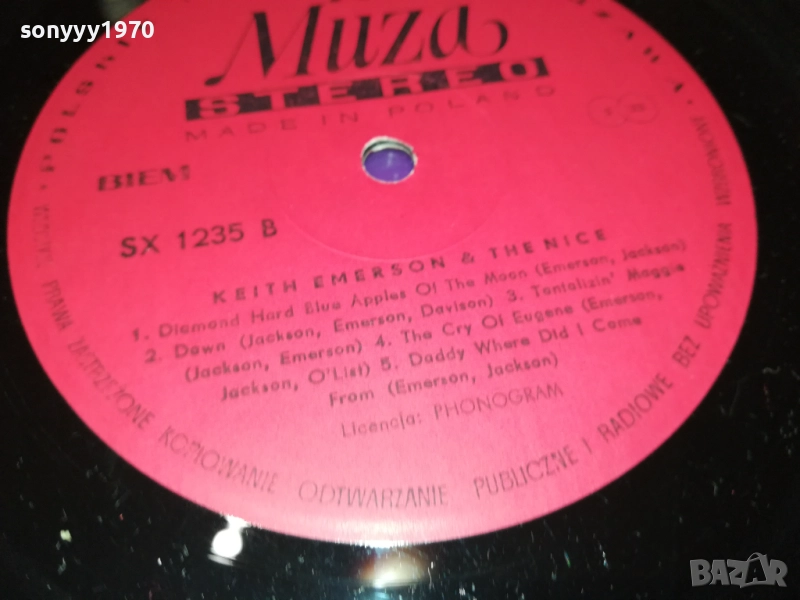 sonyyy1970
Muza
STEREO
MADE IN POLAND
BIEM
SX 1235 B
KEITH EMERSON & THE NICE
1. Diamond Hard Blue Apples Of The Moon (Emerson, Jackson)
2. Dawn (Jackson, Emerson, Davison) 3. Tantalizin' Maggie
(Jackson, Emerson) 4. The Cry Of Eugene (Emerson,
Jackson, O'List) 5. Daddy Where Did I Come
From (Emerson, Jackson)
Licencja: PHONOGRAM
PRAWA ZASTRZEŻONE KOPIOWANIE ODTWARZANIE PUBLICZNE I RADIOWE BEZ UPOWAŻNIENIA WZBRONIONE
BAZAR